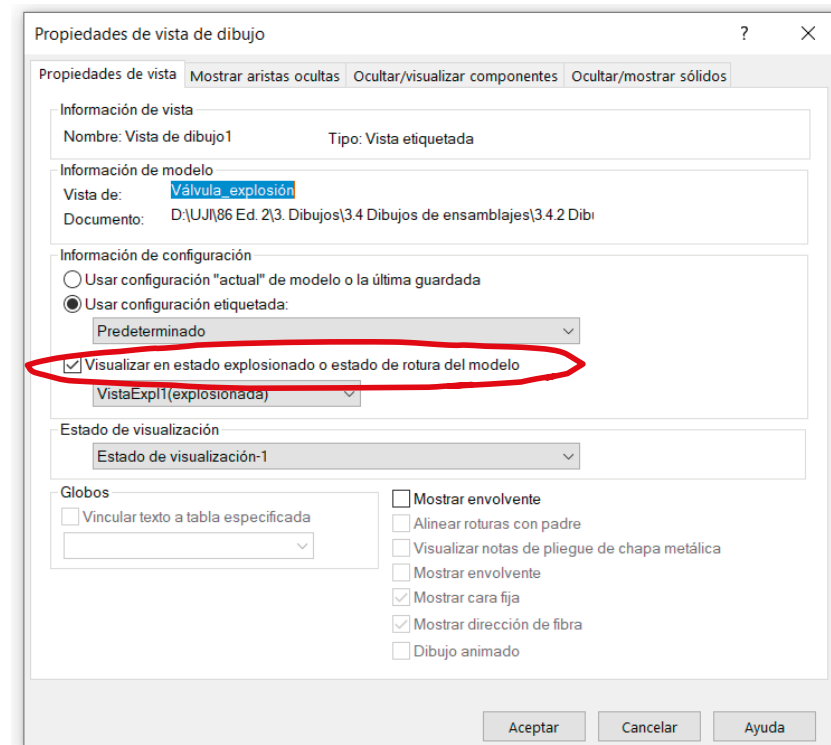 Propiedades de vista de dibujo ?
Propiedades de vista Mostrar aristas ocultas Ocultar/visualizar componentes Ocultar/mostrar sólidos
Información de vista
Nombre: Vista de dibujo1 Tipo: Vista etiquetada
Información de modelo
Vista de: Válvula_explosión
Documento: D:\UJI\86 Ed. 2\3. Dibujos\3.4 Dibujos de ensamblajes\3.4.2 Dibu
Información de configuración
Usar configuración "actual" de modelo o la última guardada
Usar configuración etiquetada:
Predeterminado
Visualizar en estado explosionado o estado de rotura del modelo
VistaExpl1(explosionada)
Estado de visualización
Estado de visualización-1
Globos
Vincular texto a tabla especificada
Mostrar envolvente
Alinear roturas con padre
Visualizar notas de pliegue de chapa metálica
Mostrar envolvente
Mostrar cara fija
Mostrar dirección de fibra
Dibujo animado
Aceptar Cancelar Ayuda